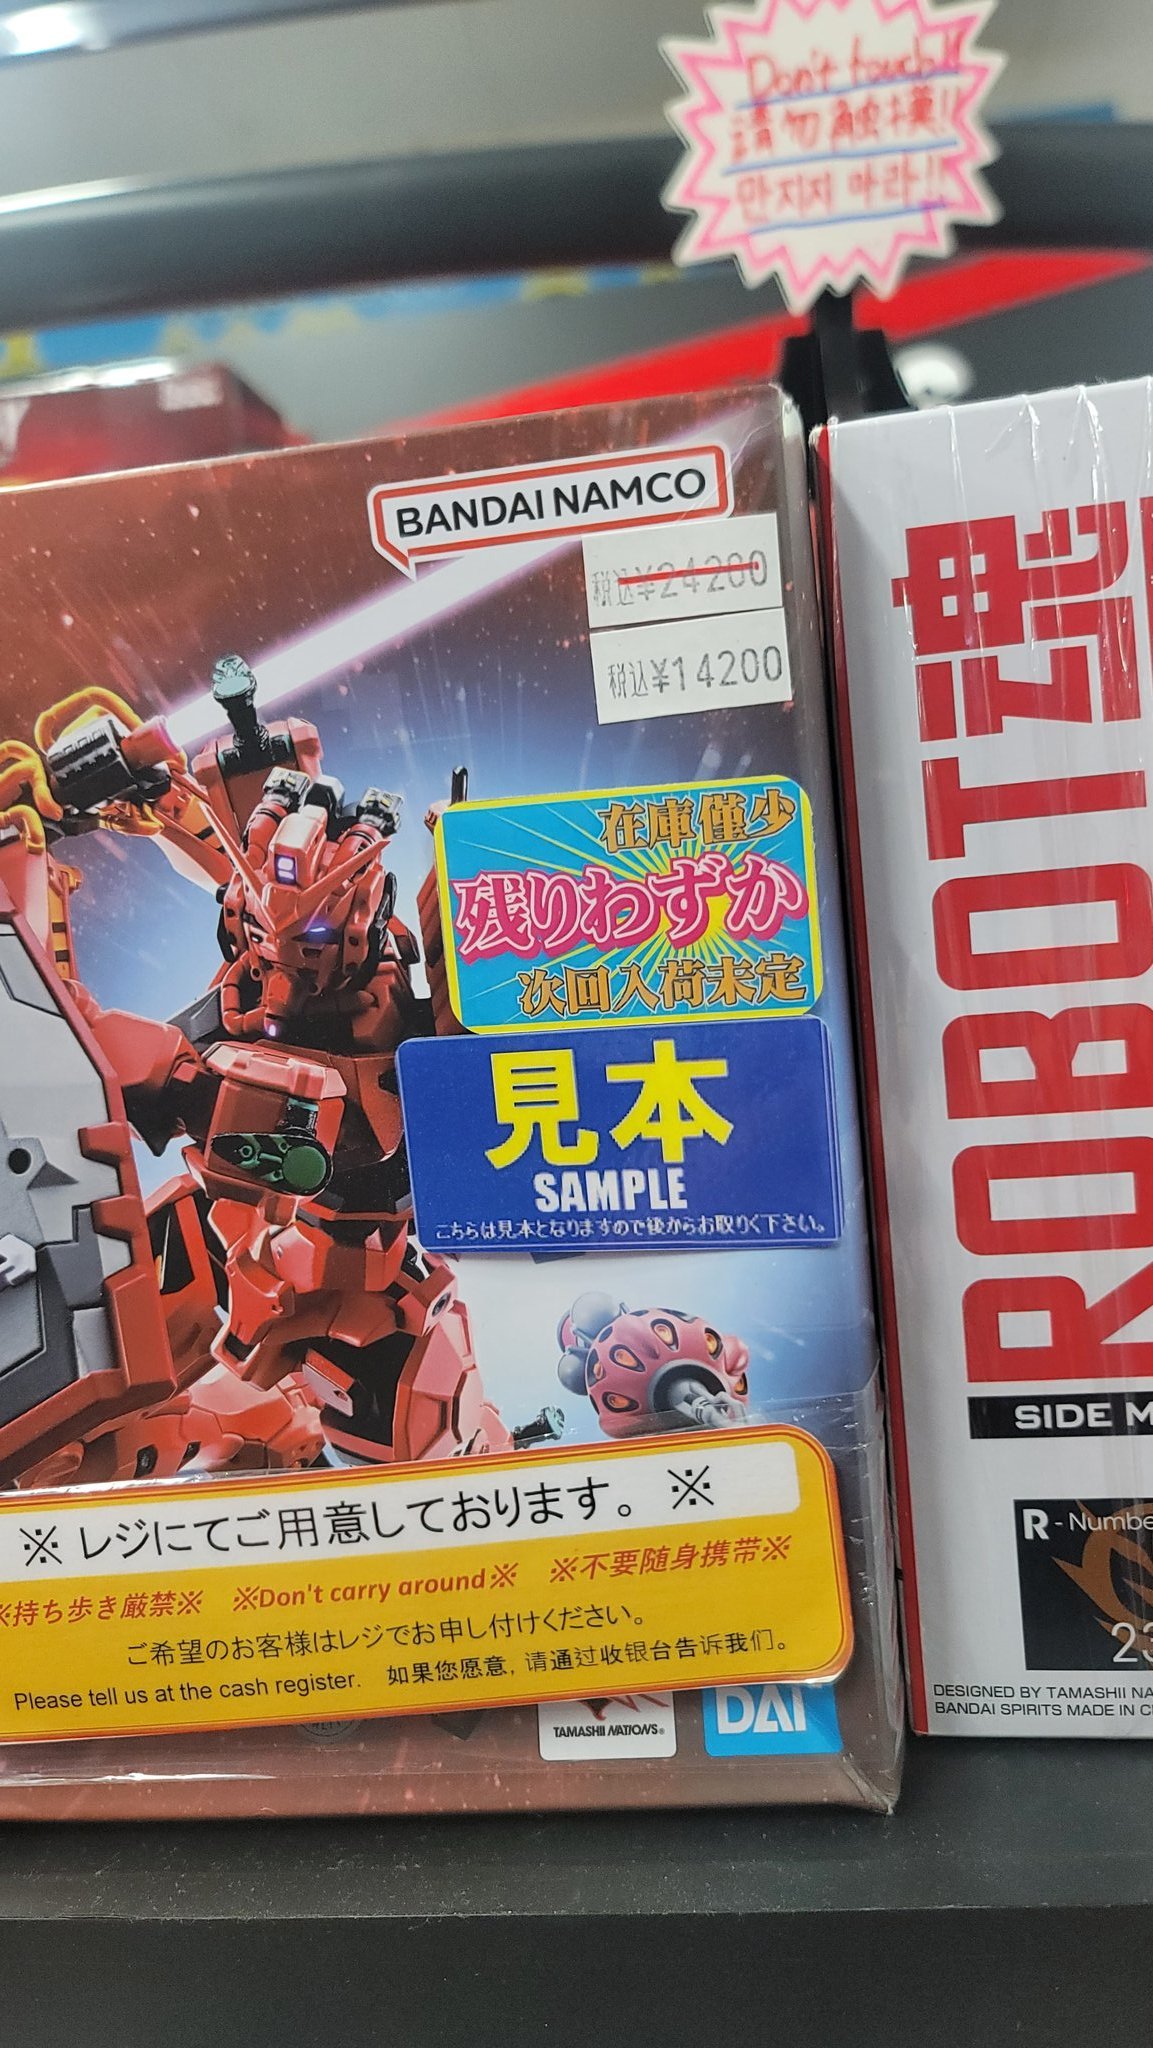 Don't touch!!
請勿触摸!!
만지지 마라!!
BANDAI NAMCO
税込¥24200
税込¥14200
在庫僅少
残りわずか
次回入荷未定
見本
SAMPLE
こちらは見本となりますので後からお取りく下さい。
※レジにてご用意しております。※
※持ち歩き厳禁※ ※Don't carry around※ ※不要随身携带※
ご希望のお客様はレジでお申し付けください。
Please tell us at the cash register. 如果您愿意, 请通过收银台告诉我们。
TAMASHII NATIONS
DAI
ROBOT魂
SIDE M
R-Numbe
23
DESIGNED BY TAMASHII NA
BANDAI SPIRITS MADE IN C